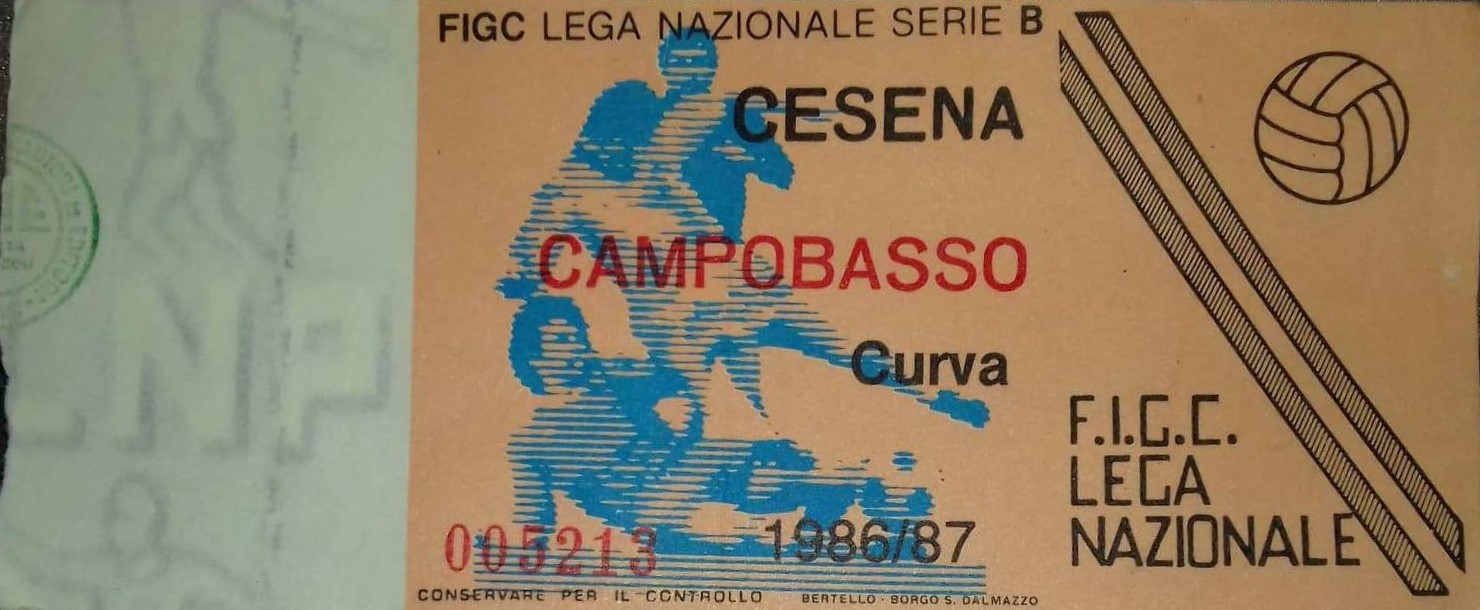 FIGC LEGA NAZIONALE SERIE B
CESENA
CAMPOBASSO
Curva
F.I.G.C.
LEGA
NAZIONALE
005213
1986/87
CONSERVARE PER IL CONTROLLO
BERTELLO · BORGO S. DALMAZZO